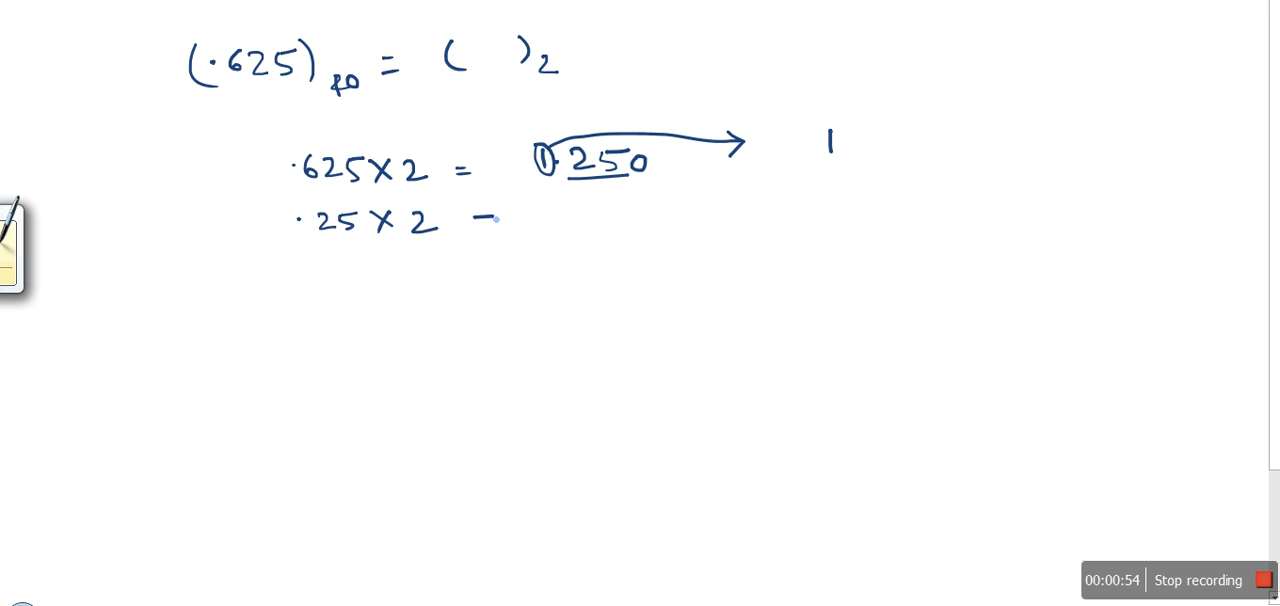 (.625)10 = ( )2
.625×2 = 1.250 → 1
.25×2 =
00:00:54 Stop recording